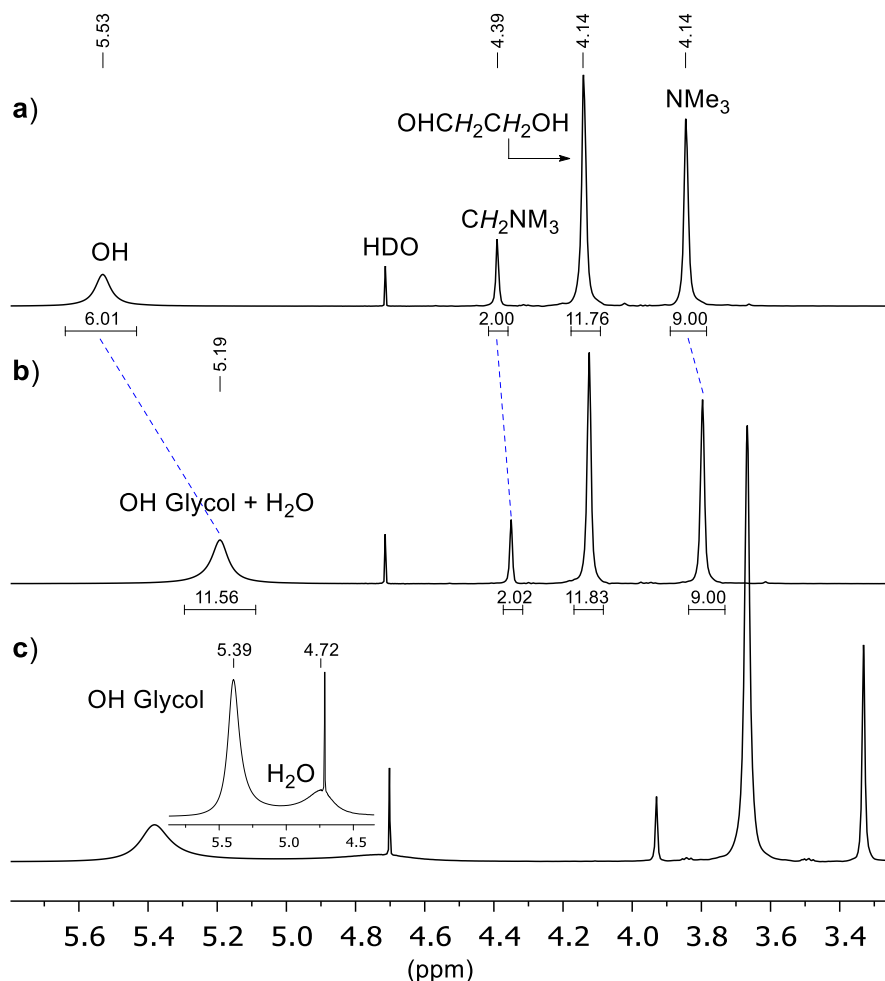 5.53
4.39
4.14
4.14
a)
OHCH2CH2OH
NMe3
CH2NM3
OH
HDO
6.01
2.00
11.76
9.00
5.19
b)
OH Glycol + H2O
11.56
2.02
11.83
9.00
c)
5.39
4.72
OH Glycol
H2O
5.5
5.0
4.5
5.6 5.4 5.2 5.0 4.8 4.6 4.4 4.2 4.0 3.8 3.6 3.4
(ppm)